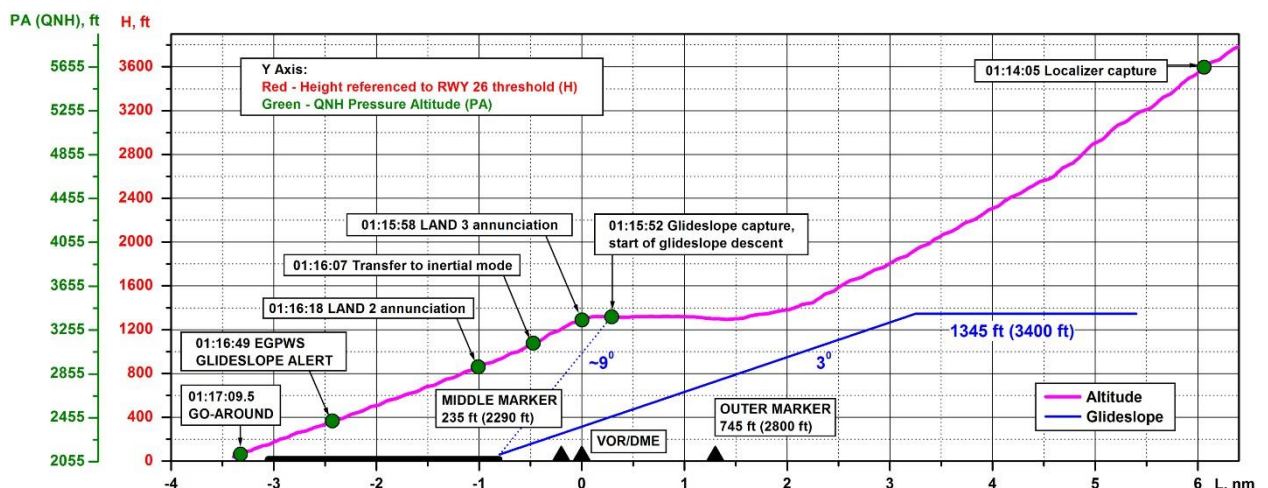 PA (QNH), ft
H, ft
5655
5255
4855
4455
4055
3655
3255
2855
2455
2055
3600
3200
2800
2400
2000
1600
1200
800
400
0
Y Axis:
Red - Height referenced to RWY 26 threshold (H)
Green - QNH Pressure Altitude (PA)
01:14:05 Localizer capture
01:15:58 LAND 3 annunciation
01:15:52 Glideslope capture,
start of glideslope descent
01:16:07 Transfer to inertial mode
01:16:18 LAND 2 annunciation
01:16:49 EGPWS
GLIDESLOPE ALERT
01:17:09.5
GO-AROUND
~9⁰
3⁰
1345 ft (3400 ft)
MIDDLE MARKER
235 ft (2290 ft)
VOR/DME
OUTER MARKER
745 ft (2800 ft)
Altitude
Glideslope
-4
-3
-2
-1
0
1
2
3
4
5
6
L, nm